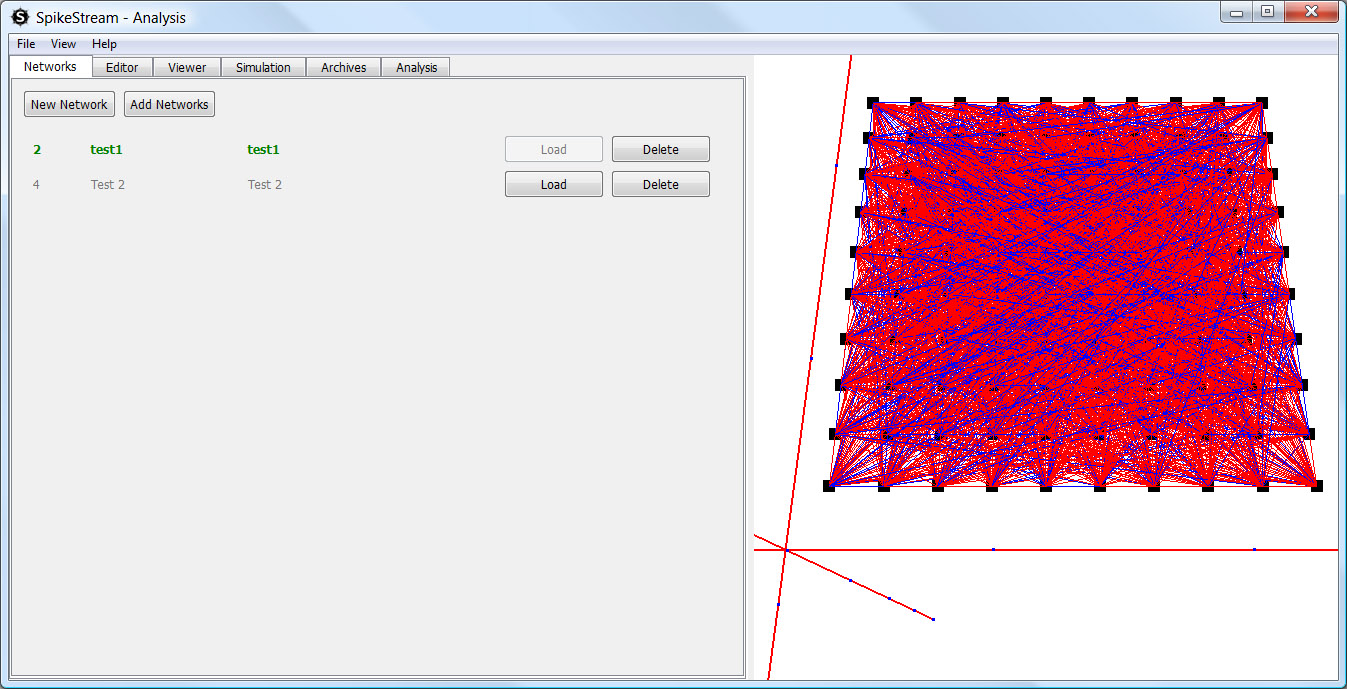 S SpikeStream - Analysis
File View Help
Networks Editor Viewer Simulation Archives Analysis
New Network Add Networks
2 test1 test1 Load Delete
4 Test 2 Test 2 Load Delete